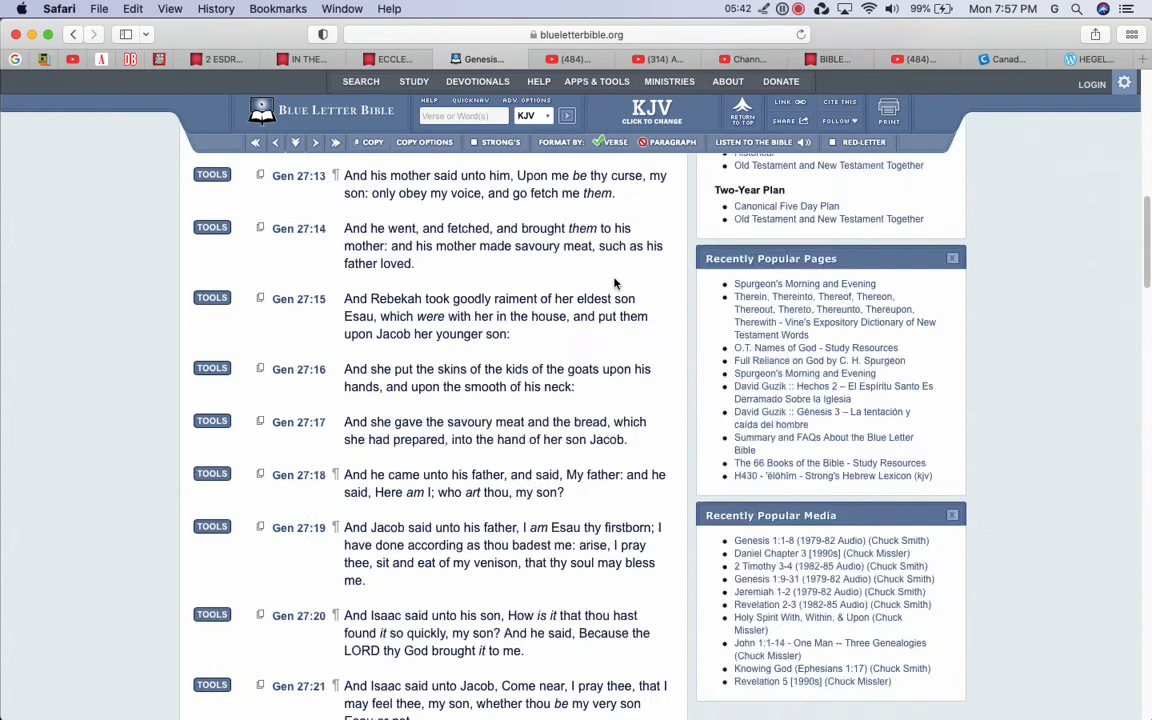 Safari File Edit View History Bookmarks Window Help 05:42 99% Mon 7:57 PM G
blueletterbible.org
2 ESDR... IN THE... ECCLE... Genesis... (484)... (314) A... Chann... BIBLE... (484)... Canad... HEGEL...
SEARCH STUDY DEVOTIONALS HELP APPS & TOOLS MINISTRIES ABOUT DONATE LOGIN
BLUE LETTER BIBLE
HELP QUICKNAV ADV. OPTIONS
Verse or Word(s) KJV
KJV
CLICK TO CHANGE
RETURN TO TOP
LINK CITE THIS
SHARE FOLLOW
PRINT
COPY COPY OPTIONS STRONG'S FORMAT BY: VERSE PARAGRAPH LISTEN TO THE BIBLE RED-LETTER
TOOLS Gen 27:13 ¶ And his mother said unto him, Upon me be thy curse, my
son: only obey my voice, and go fetch me them.
TOOLS Gen 27:14 And he went, and fetched, and brought them to his
mother: and his mother made savoury meat, such as his
father loved.
TOOLS Gen 27:15 And Rebekah took goodly raiment of her eldest son
Esau, which were with her in the house, and put them
upon Jacob her younger son:
TOOLS Gen 27:16 And she put the skins of the kids of the goats upon his
hands, and upon the smooth of his neck:
TOOLS Gen 27:17 And she gave the savoury meat and the bread, which
she had prepared, into the hand of her son Jacob.
TOOLS Gen 27:18 ¶ And he came unto his father, and said, My father: and he
said, Here am I; who art thou, my son?
TOOLS Gen 27:19 And Jacob said unto his father, I am Esau thy firstborn; I
have done according as thou badest me: arise, I pray
thee, sit and eat of my venison, that thy soul may bless
me.
TOOLS Gen 27:20 ¶ And Isaac said unto his son, How is it that thou hast
found it so quickly, my son? And he said, Because the
LORD thy God brought it to me.
TOOLS Gen 27:21 ¶ And Isaac said unto Jacob, Come near, I pray thee, that I
may feel thee, my son, whether thou be my very son
Esau or not.
Historical
Old Testament and New Testament Together
Two-Year Plan
Canonical Five Day Plan
Old Testament and New Testament Together
Recently Popular Pages
Spurgeon's Morning and Evening
Therein, Thereinto, Thereof, Thereon,
Thereout, Thereto, Thereunto, Thereupon,
Therewith - Vine's Expository Dictionary of New
Testament Words
O.T. Names of God - Study Resources
Full Reliance on God by C. H. Spurgeon
Spurgeon's Morning and Evening
David Guzik :: Hechos 2 – El Espíritu Santo Es
Derramado Sobre la Iglesia
David Guzik :: Génesis 3 – La tentación y
caída del hombre
Summary and FAQs About the Blue Letter
Bible
The 66 Books of the Bible - Study Resources
H430 - 'ĕlōhîm - Strong's Hebrew Lexicon (kjv)
Recently Popular Media
Genesis 1:1-8 (1979-82 Audio) (Chuck Smith)
Daniel Chapter 3 [1990s] (Chuck Missler)
2 Timothy 3-4 (1982-85 Audio) (Chuck Smith)
Genesis 1:9-31 (1979-82 Audio) (Chuck Smith)
Jeremiah 1-2 (1979-82 Audio) (Chuck Smith)
Revelation 2-3 (1982-85 Audio) (Chuck Smith)
Holy Spirit With, Within, & Upon (Chuck
Missler)
John 1:1-14 - One Man -- Three Genealogies
(Chuck Missler)
Knowing God (Ephesians 1:17) (Chuck Smith)
Revelation 5 [1990s] (Chuck Missler)